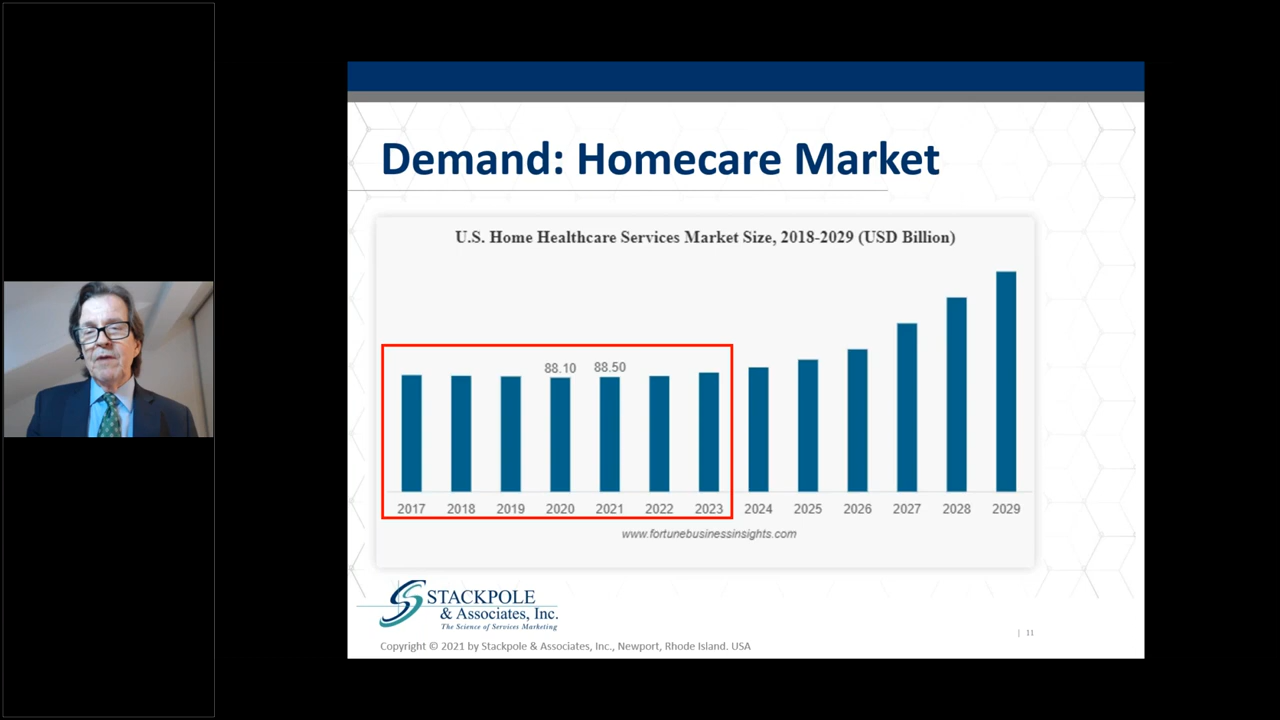 Demand: Homecare Market
U.S. Home Healthcare Services Market Size, 2018-2029 (USD Billion)
88.10 88.50
2017 2018 2019 2020 2021 2022 2023 2024 2025 2026 2027 2028 2029
www.fortunebusinessinsights.com
STACKPOLE
& Associates, Inc.
The Science of Services Marketing
| 11
Copyright © 2021 by Stackpole & Associates, Inc., Newport, Rhode Island. USA